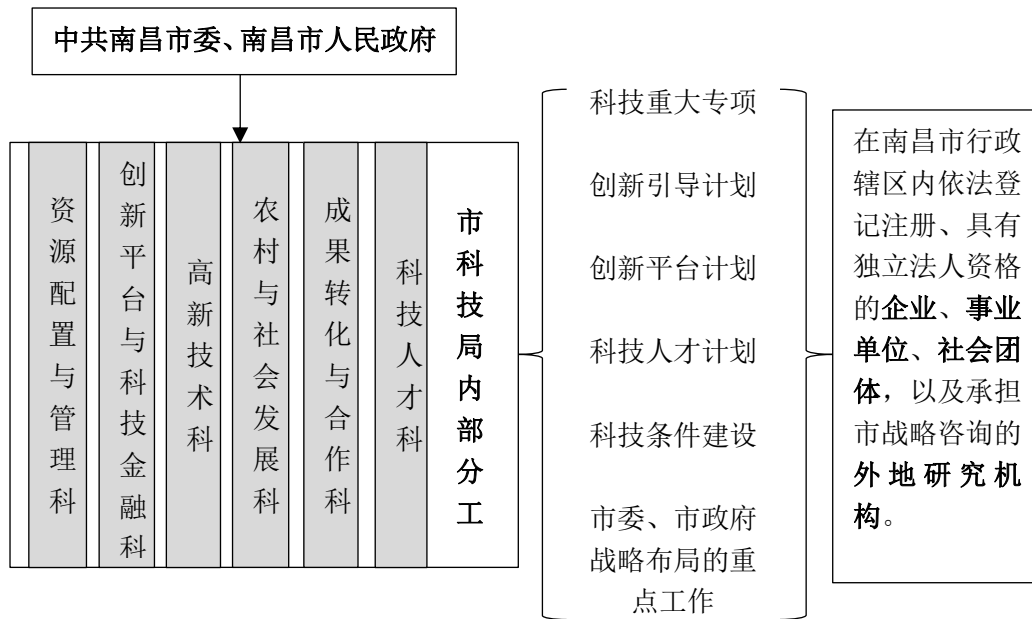 中共南昌市委、南昌市人民政府
资源配置与管理科
创新平台与科技金融科
高新技术科
农村与社会发展科
成果转化与合作科
科技人才科
市科技局内部分工
科技重大专项
创新引导计划
创新平台计划
科技人才计划
科技条件建设
市委、市政府
战略布局的重
点工作
在南昌市行政
辖区内依法登
记注册、具有
独立法人资格
的企业、事业
单位、社会团
体，以及承担
市战略咨询的
外地研究机
构。